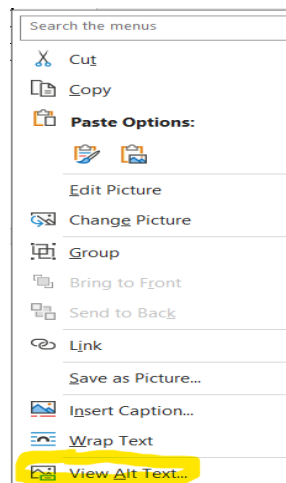 Search the menus
Cut
Copy
Paste Options:
Edit Picture
Change Picture
Group
Bring to Front
Send to Back
Link
Save as Picture...
Insert Caption...
Wrap Text
View Alt Text...